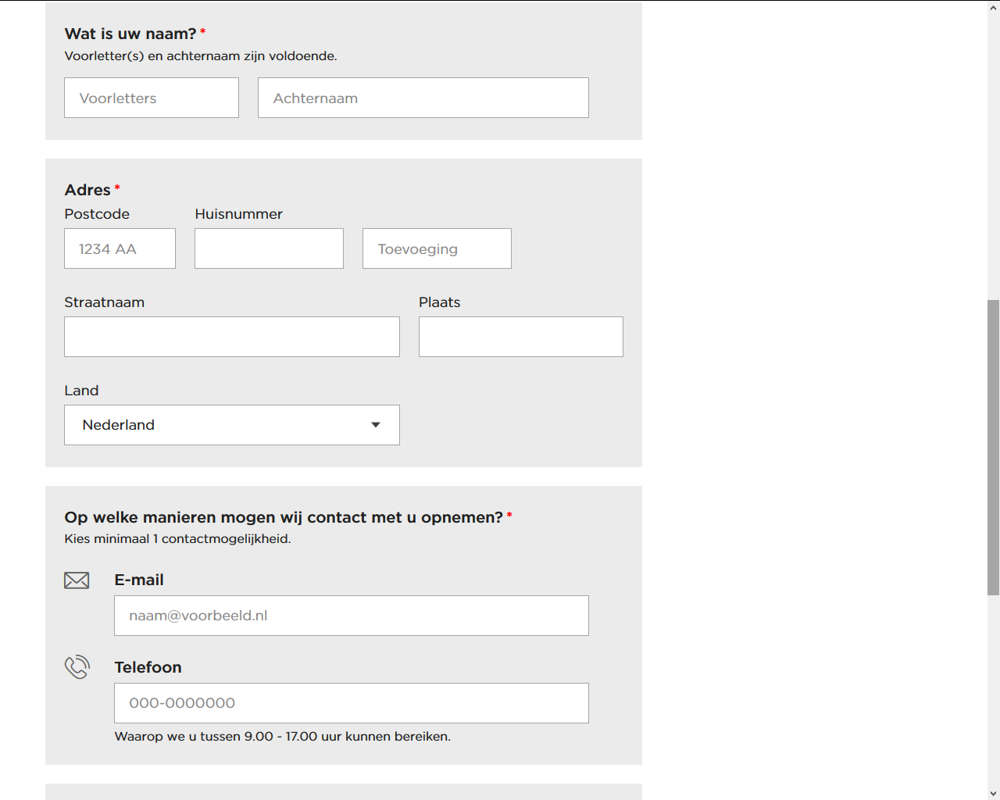 Wat is uw naam? *
Voorletter(s) en achternaam zijn voldoende.
Voorletters Achternaam
Adres *
Postcode Huisnummer
1234 AA Toevoeging
Straatnaam Plaats
Land
Nederland
Op welke manieren mogen wij contact met u opnemen? *
Kies minimaal 1 contactmogelijkheid.
E-mail
naam@voorbeeld.nl
Telefoon
000-0000000
Waarop we u tussen 9.00 - 17.00 uur kunnen bereiken.